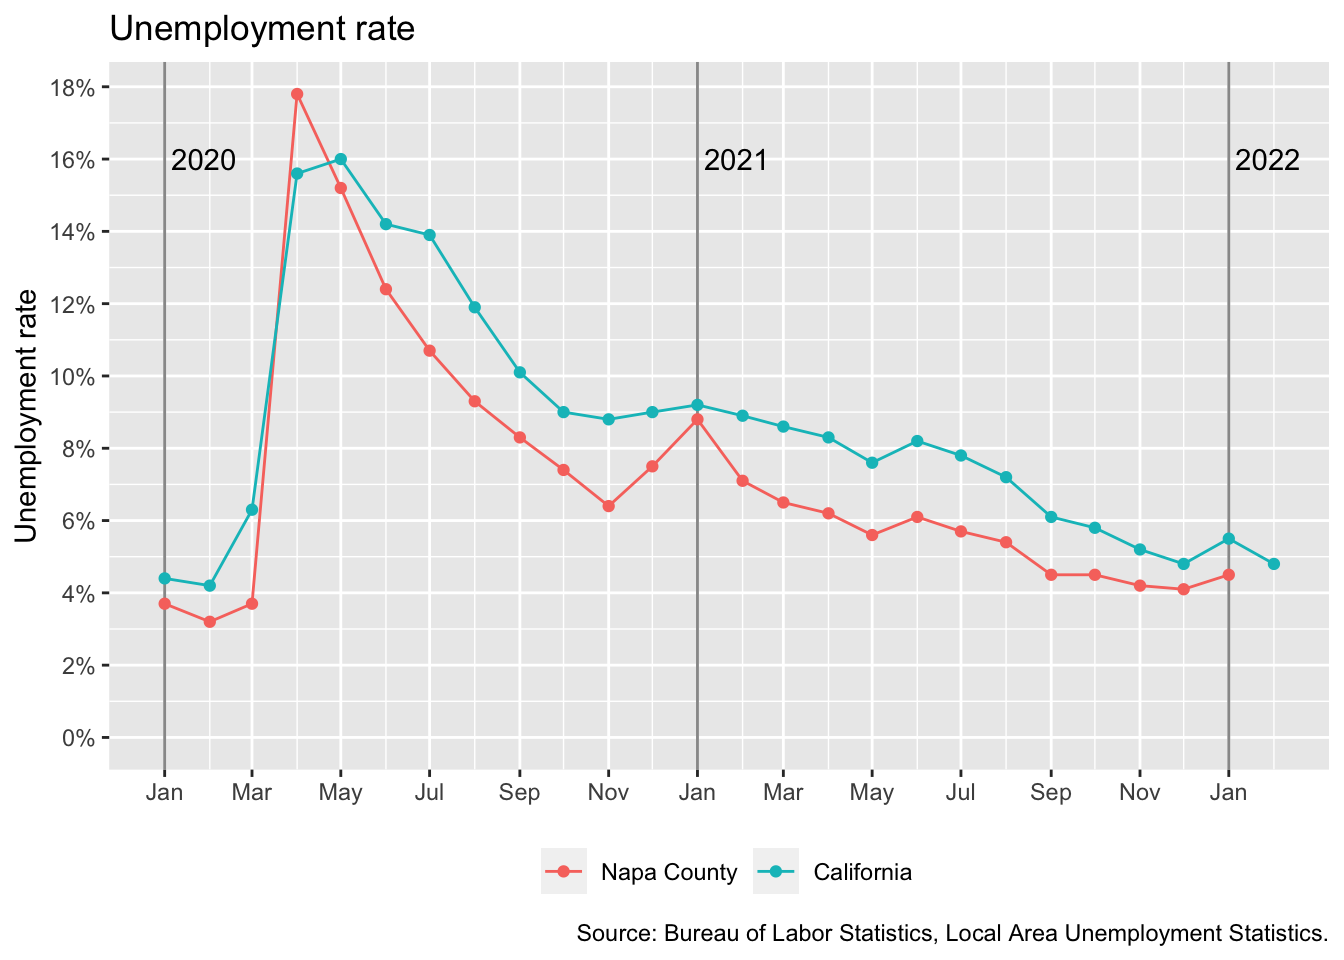 Unemployment rate
18%
16%
14%
12%
10%
8%
6%
4%
2%
0%
Unemployment rate
2020
2021
2022
Jan Mar May Jul Sep Nov Jan Mar May Jul Sep Nov Jan
Napa County California
Source: Bureau of Labor Statistics, Local Area Unemployment Statistics.